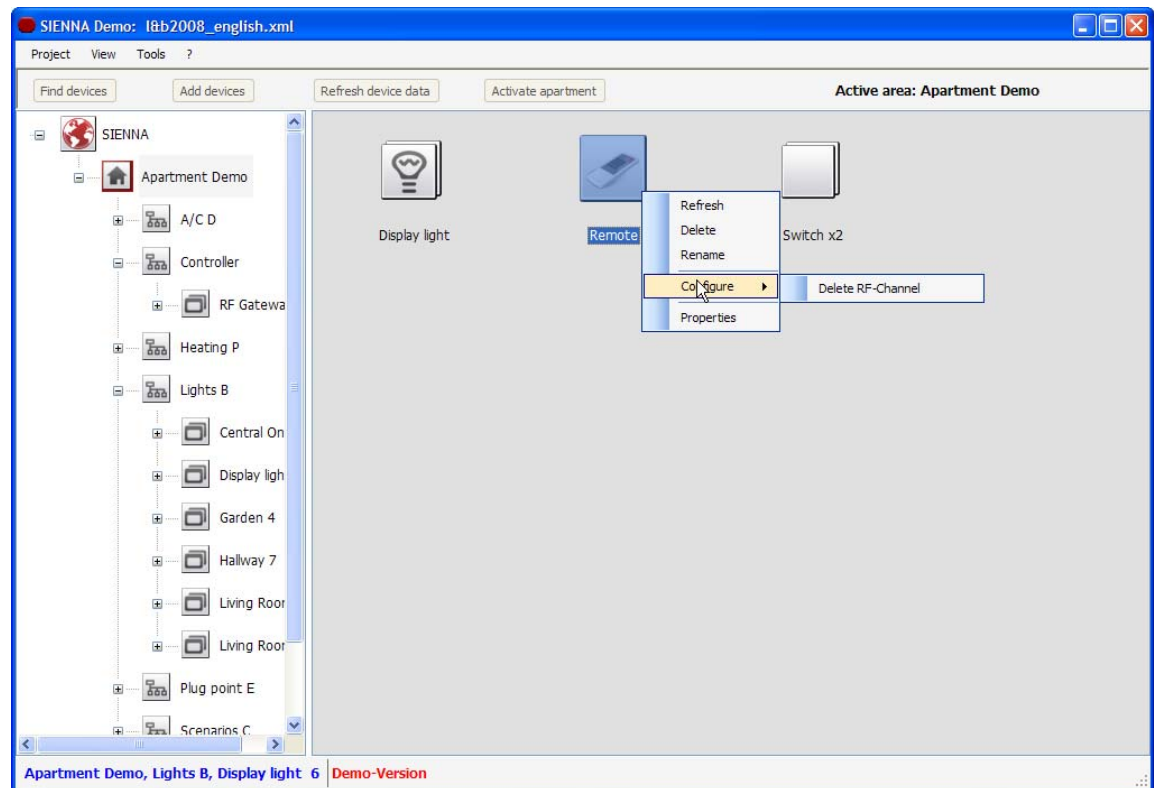 SIENNA Demo: l&b2008_english.xml
Project View Tools ?
Find devices Add devices Refresh device data Activate apartment Active area: Apartment Demo
SIENNA
Apartment Demo
A/C D
Controller
RF Gatewa
Heating P
Lights B
Central On
Display ligh
Garden 4
Hallway 7
Living Roor
Living Roor
Plug point E
Scenarios C
Display light
Remote
Switch x2
Refresh
Delete
Rename
Configure
Delete RF-Channel
Properties
Apartment Demo, Lights B, Display light 6 Demo-Version